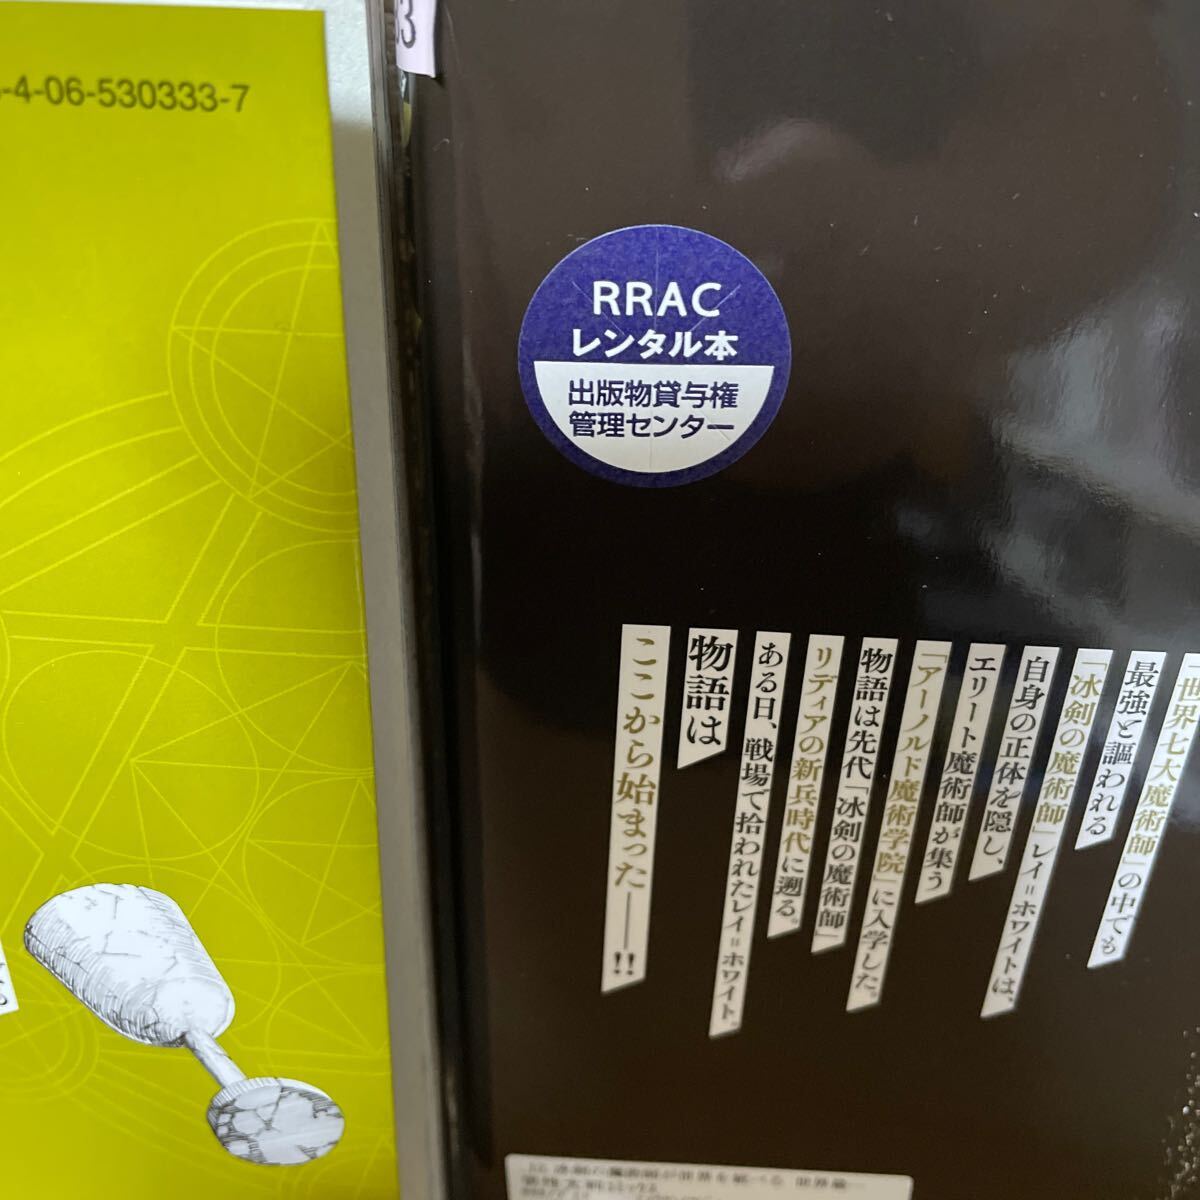 -4-06-530333-7
33
RRAC
レンタル本
出版物貸与権
管理センター
「世界七大魔術師」の中でも
最強と謳われる
「冰剣の魔術師」レイ=ホワイトは、
自身の正体を隠し、
エリート魔術師が集う
「アーノルド魔術学院」に入学した。
物語は先代「冰剣の魔術師」
リディアの新兵時代に遡る。
ある日、戦場で拾われたレイ=ホワイト。
物語は
ここから始まった――!!